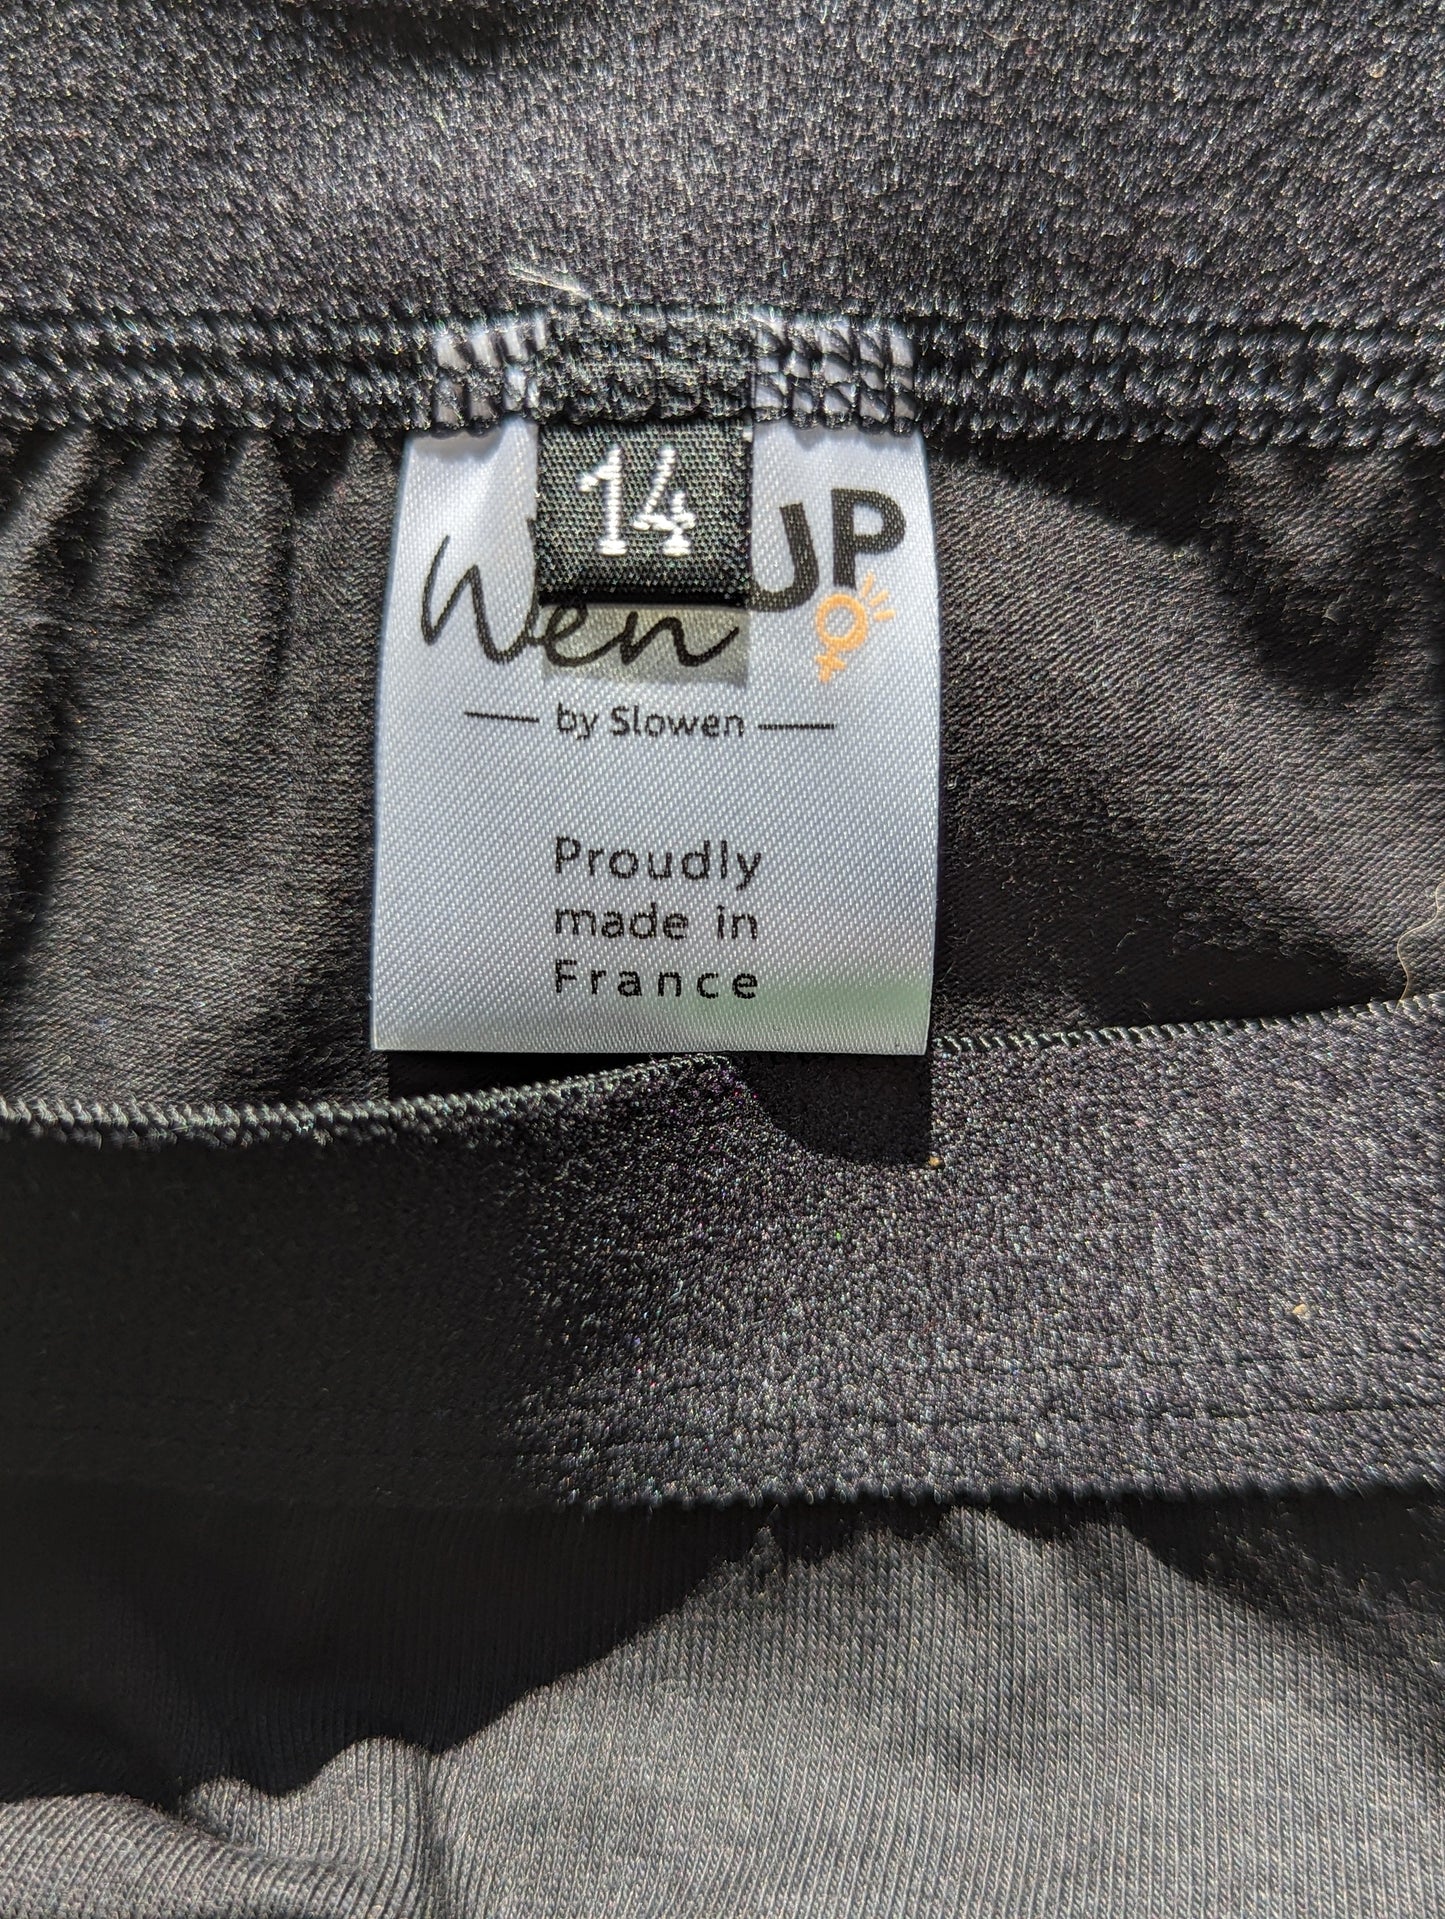 14
UP
Wen
by Slowen
Proudly
made in
France